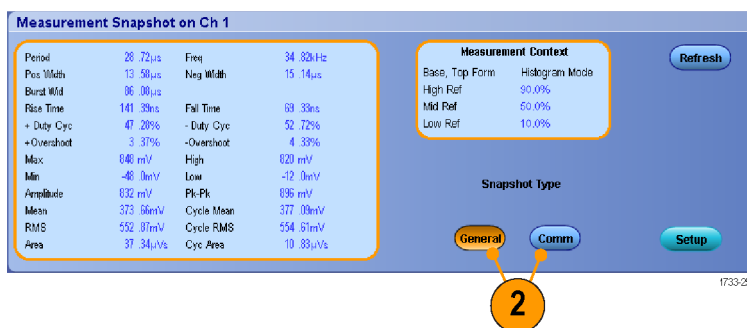 Measurement Snapshot on Ch 1
Period 28 .72µs Freq 34 .82kHz
Pos Width 13 .58µs Neg Width 15 .14µs
Burst Wid 86 .08µs
Rise Time 141 .39ns Fall Time 69 .33ns
+ Duty Cyc 47 .28% - Duty Cyc 52 .72%
+Overshoot 3 .37% -Overshoot 4 .33%
Max 848 mV High 820 mV
Min -48 .0mV Low -12 .0mV
Amplitude 832 mV Pk-Pk 896 mV
Mean 373 .66mV Cycle Mean 377 .09mV
RMS 552 .87mV Cycle RMS 554 .61mV
Area 37 .34µVs Cyc Area 10 .83µVs
Measurement Context
Base, Top Form Histogram Mode
High Ref 90.0%
Mid Ref 50.0%
Low Ref 10.0%
Refresh
Snapshot Type
General Comm
Setup
2